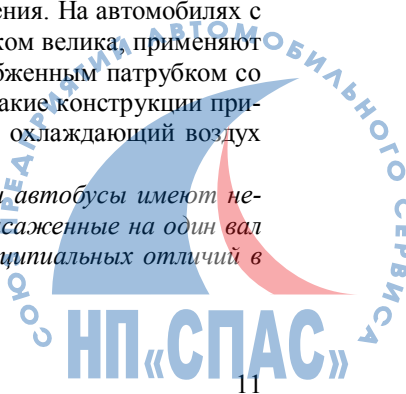 ения. На автомобилях с
ком велика, применяют
бженным патрубком со
акие конструкции при-
охлаждающий воздух
автобусы имеют не-
саженные на один вал
ципиальных отличий в
СОЮЗ ПРЕДПРИЯТИЙ АВТОМОБИЛЬНОГО СЕРВИСА
НП«СПАС»
11